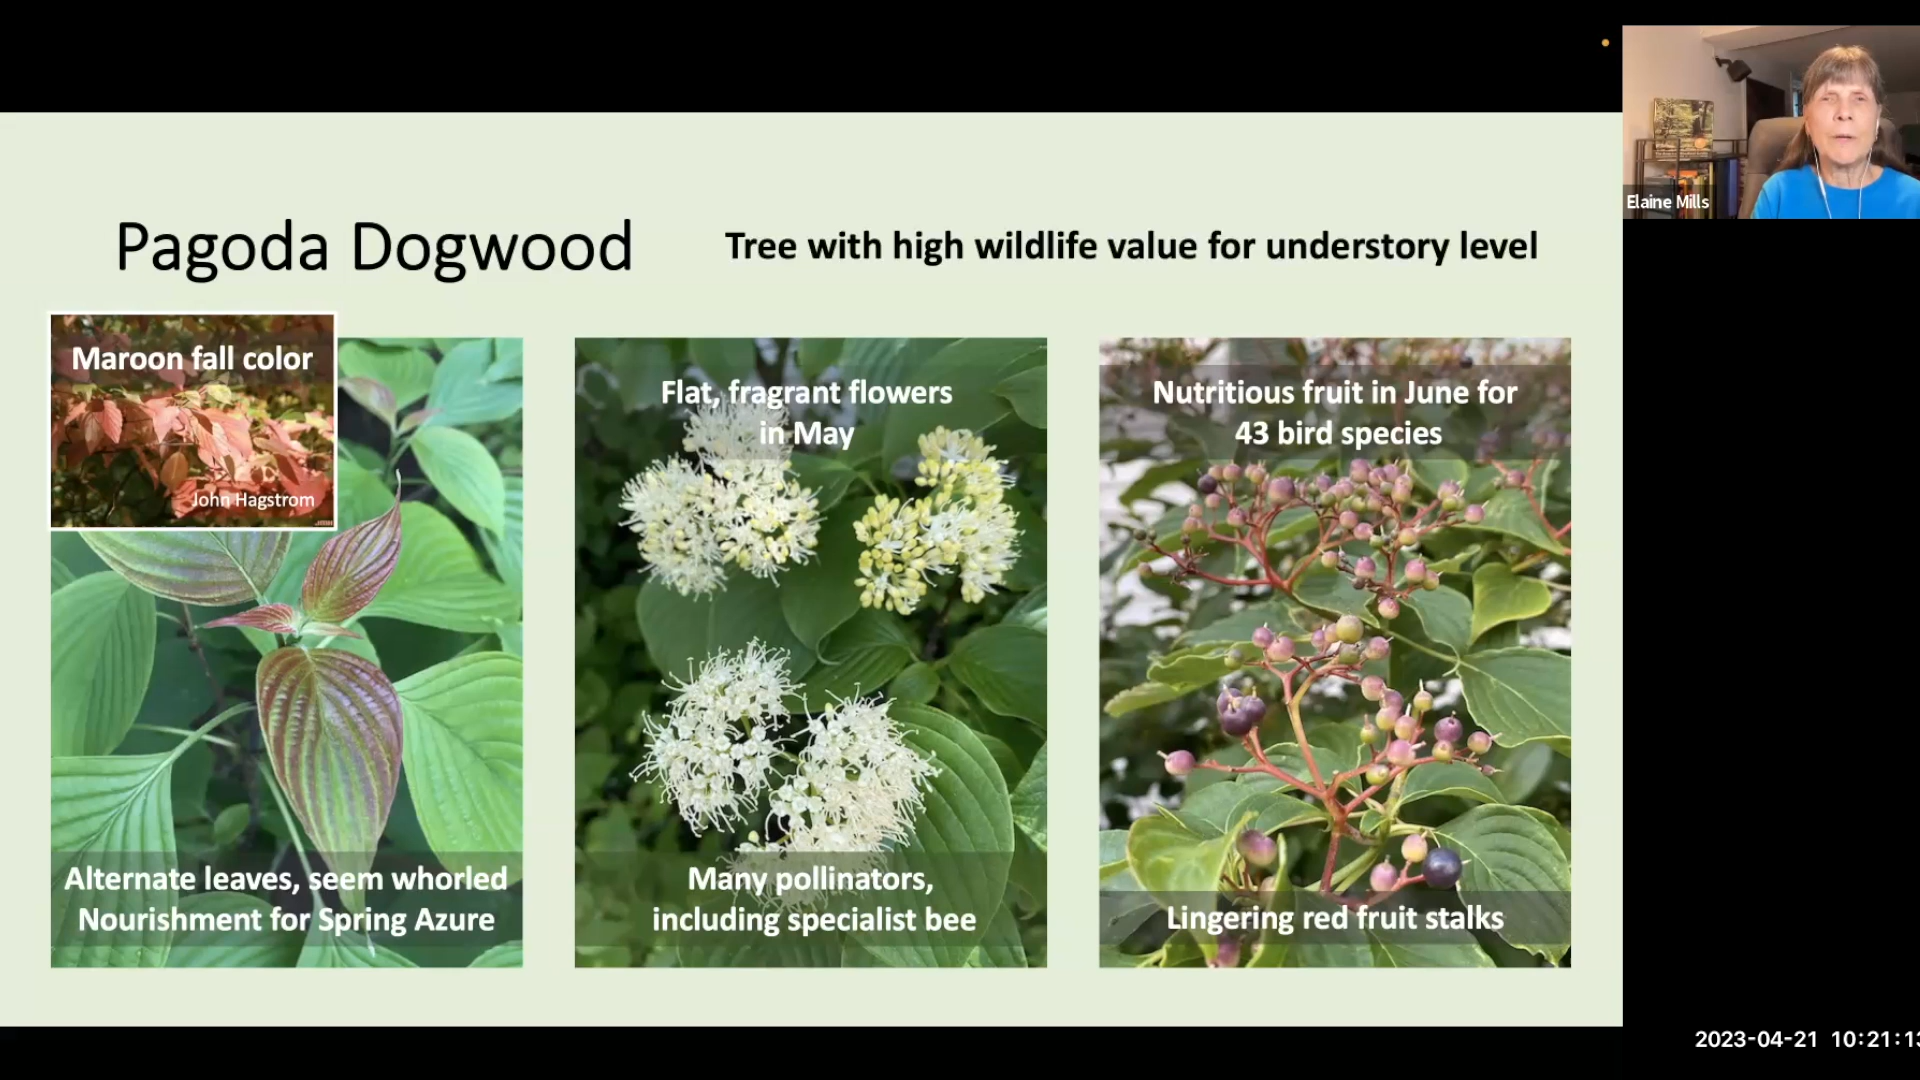 Elaine Mills
Pagoda Dogwood
Tree with high wildlife value for understory level
Maroon fall color
John Hagstrom
Alternate leaves, seem whorled
Nourishment for Spring Azure
Flat, fragrant flowers
in May
Many pollinators,
including specialist bee
Nutritious fruit in June for
43 bird species
Lingering red fruit stalks
2023-04-21 10:21:13